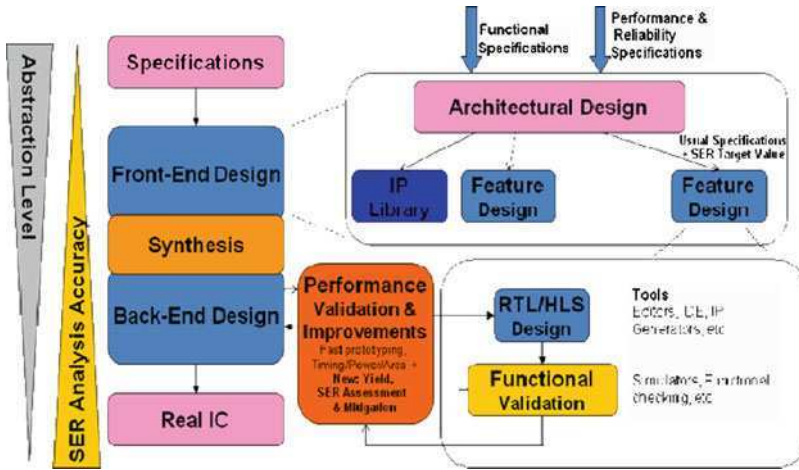 Abstraction Level
SER Analysis Accuracy
Specifications
Front-End Design
Synthesis
Back-End Design
Real IC
Functional
Specifications
Performance &
Reliability
Specifications
Architectural Design
Usual Specifications
+ SER Target Value
IP
Library
Feature
Design
Feature
Design
Performance
Validation &
Improvements
Fast prototyping,
Timing/Power/Area +
New: Yield,
SER Assessment
& Mitigation
RTL/HLS
Design
Functional
Validation
Tools
Editors, IDE, IP
Generators, etc
Simulators, Functional
checking, etc